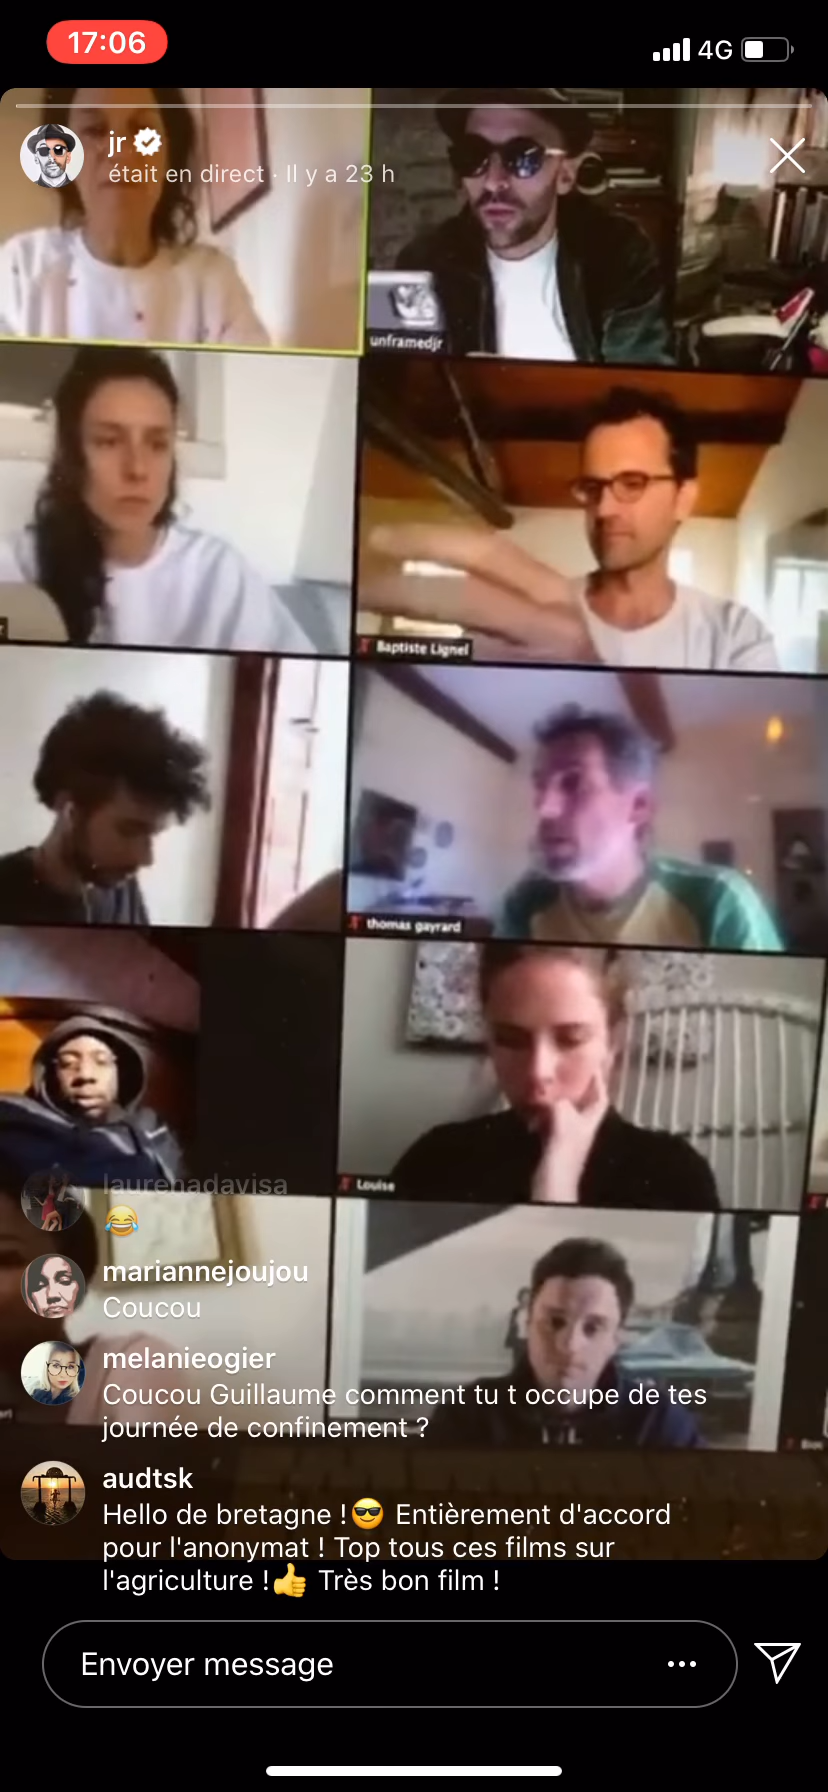 17:06
4G
jr
était en direct · Il y a 23 h
unframedjr
Baptiste Lignel
thomas gayrard
Louise
laurenadavisa
😂
mariannejoujou
Coucou
melanieogier
Coucou Guillaume comment tu t occupe de tes
journée de confinement ?
audtsk
Hello de bretagne !😎 Entièrement d'accord
pour l'anonymat ! Top tous ces films sur
l'agriculture !👍 Très bon film !
Envoyer message